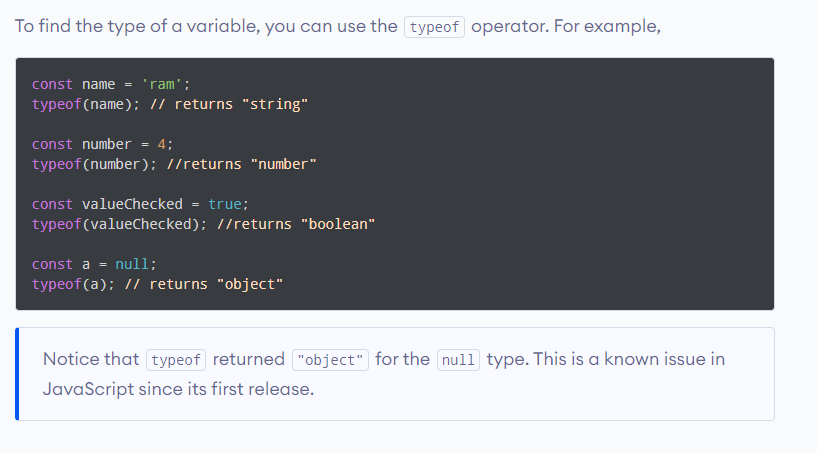 To find the type of a variable, you can use the typeof operator. For example,
const name = 'ram';
typeof(name); // returns "string"
const number = 4;
typeof(number); //returns "number"
const valueChecked = true;
typeof(valueChecked); //returns "boolean"
const a = null;
typeof(a); // returns "object"
Notice that typeof returned "object" for the null type. This is a known issue in
JavaScript since its first release.